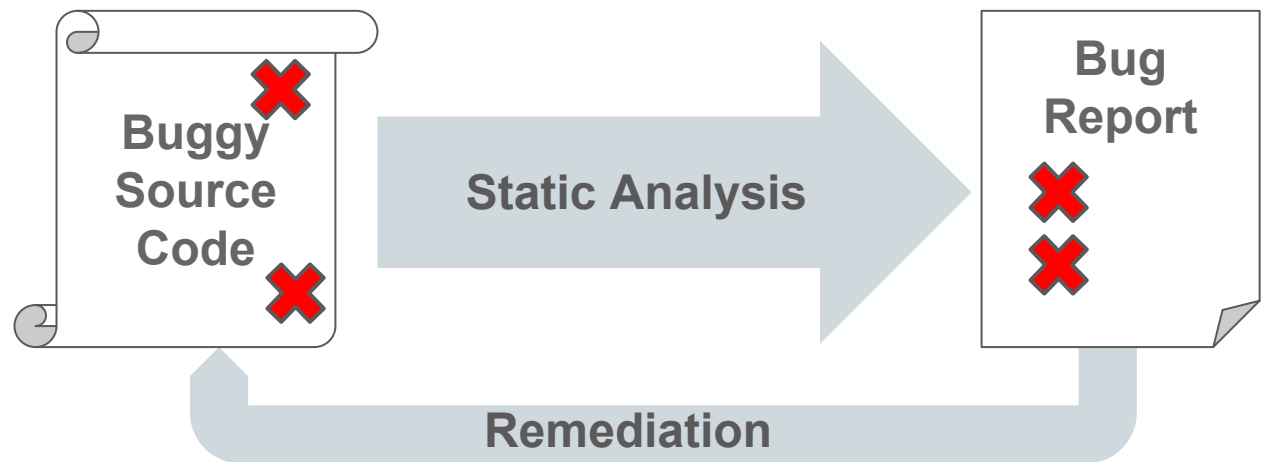 Buggy
Source
Code
Static Analysis
Bug
Report
Remediation